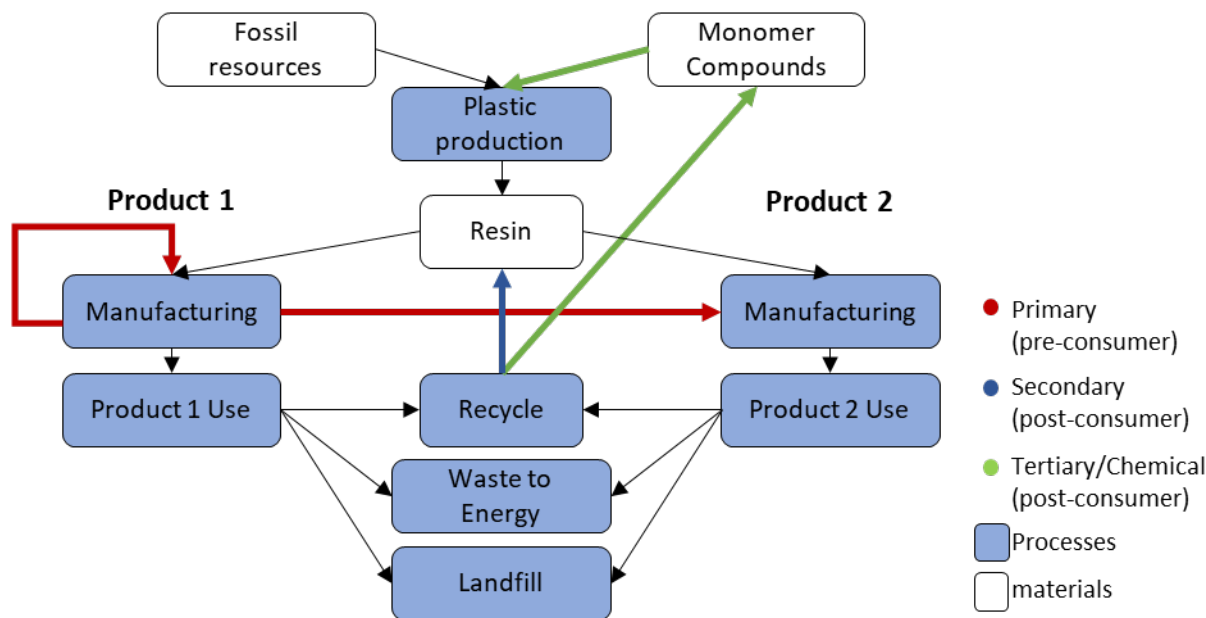 Fossil
resources
Monomer
Compounds
Plastic
production
Product 1
Product 2
Resin
Manufacturing
Manufacturing
Primary
(pre-consumer)
Product 1 Use
Recycle
Product 2 Use
Secondary
(post-consumer)
Tertiary/Chemical
(post-consumer)
Waste to
Energy
Processes
Landfill
materials